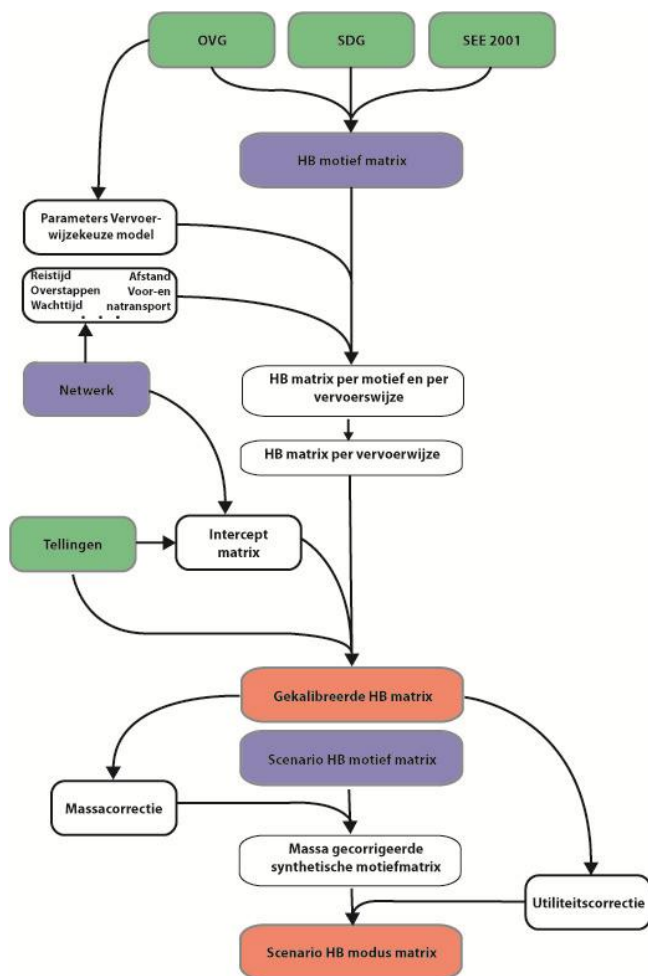 OVG
SDG
SEE 2001
HB motief matrix
Parameters Vervoer-
wijzekeuze model
Reistijd Afstand
Overstappen Voor-en
Wachttijd natransport
. . .
Netwerk
HB matrix per motief en per
vervoerswijze
HB matrix per vervoerwijze
Tellingen
Intercept
matrix
Gekalibreerde HB matrix
Scenario HB motief matrix
Massacorrectie
Massa gecorrigeerde
synthetische motiefmatrix
Utiliteitscorrectie
Scenario HB modus matrix